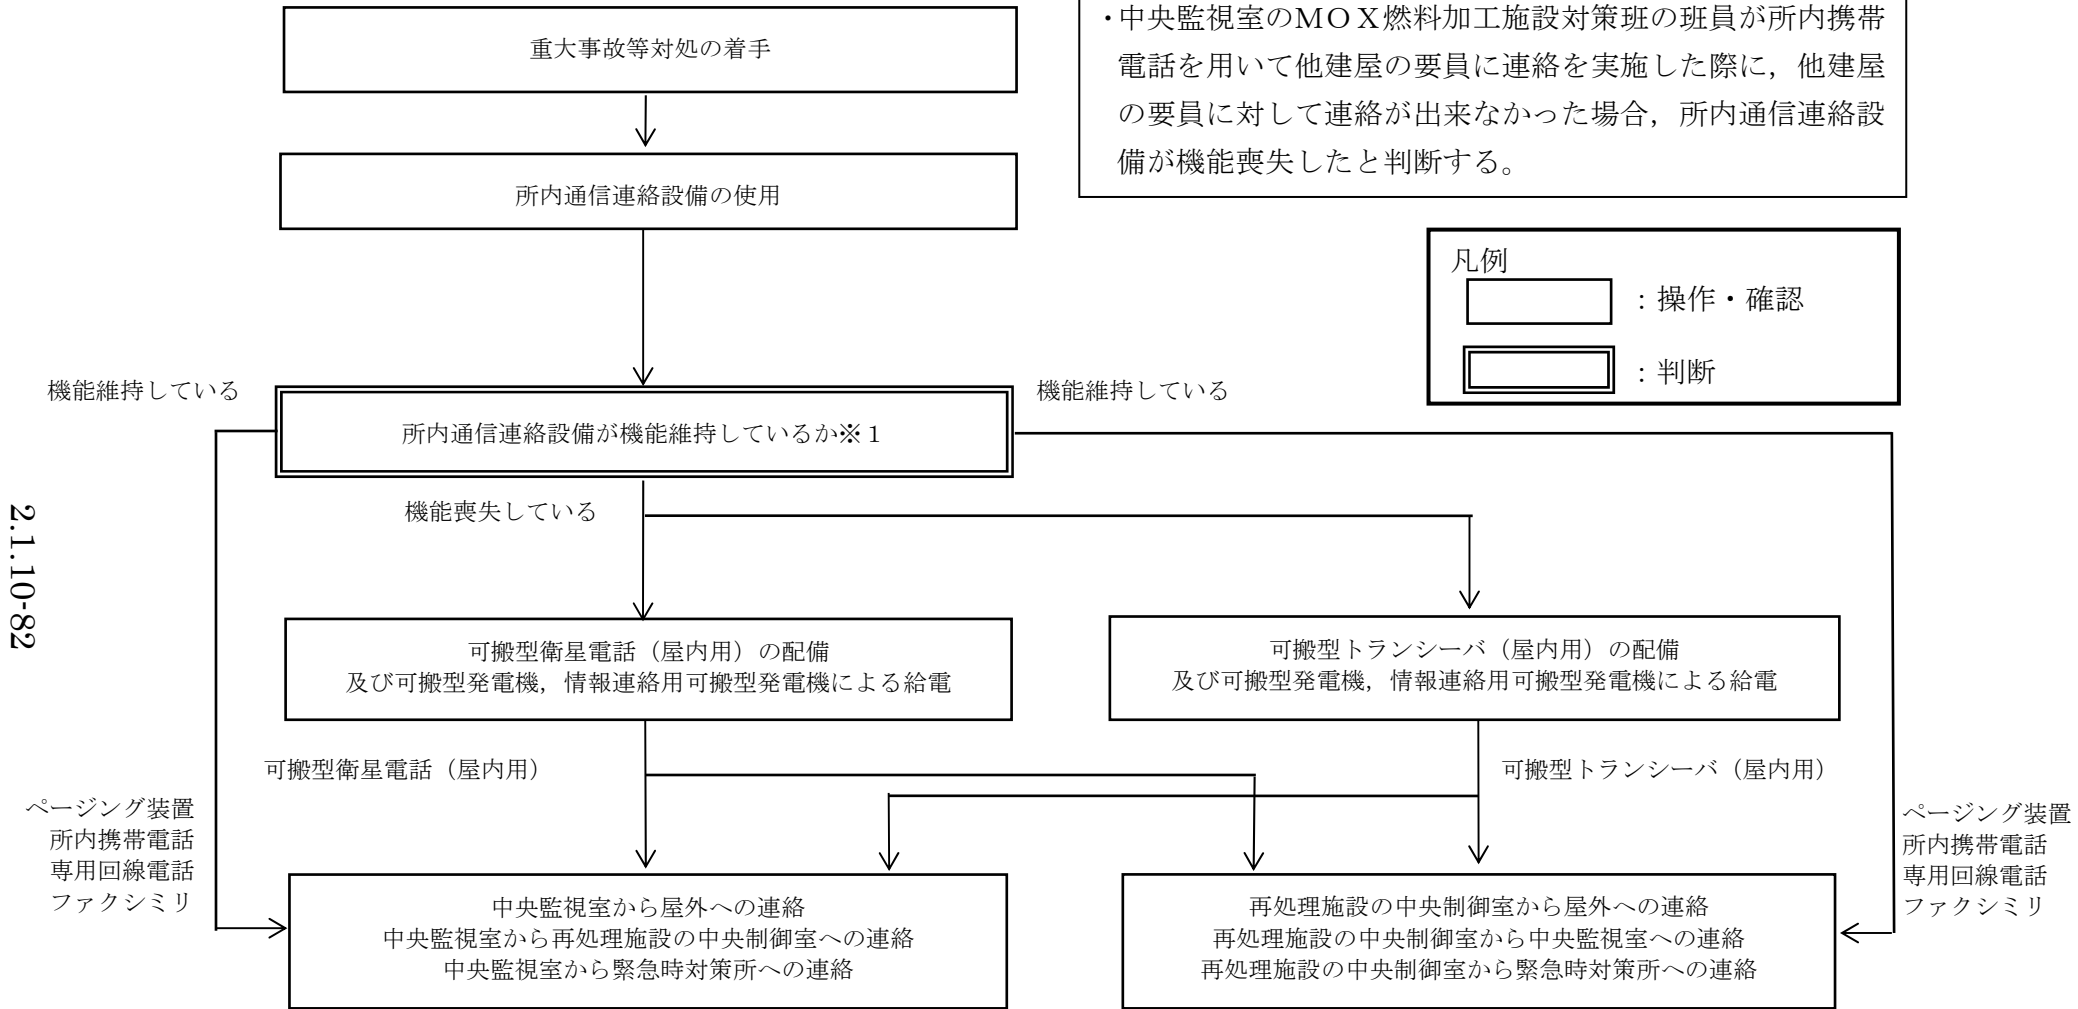 ・中央監視室のMOX燃料加工施設対策班の班員が所内携帯
電話を用いて他建屋の要員に連絡を実施した際に，他建屋
の要員に対して連絡が出来なかった場合，所内通信連絡設
備が機能喪失したと判断する。
重大事故等対処の着手
所内通信連絡設備の使用
凡例
：操作・確認
：判断
機能維持している
機能維持している
所内通信連絡設備が機能維持しているか※１
機能喪失している
可搬型衛星電話（屋内用）の配備
及び可搬型発電機，情報連絡用可搬型発電機による給電
可搬型トランシーバ（屋内用）の配備
及び可搬型発電機，情報連絡用可搬型発電機による給電
可搬型衛星電話（屋内用）
可搬型トランシーバ（屋内用）
ページング装置
所内携帯電話
専用回線電話
ファクシミリ
ページング装置
所内携帯電話
専用回線電話
ファクシミリ
中央監視室から屋外への連絡
中央監視室から再処理施設の中央制御室への連絡
中央監視室から緊急時対策所への連絡
再処理施設の中央制御室から屋外への連絡
再処理施設の中央制御室から中央監視室への連絡
再処理施設の中央制御室から緊急時対策所への連絡
2.1.10-82